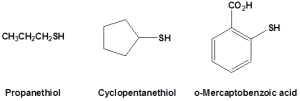 CO2H
CH3CH2CH2SH
SH
SH
Propanethiol
Cyclopentanethiol
o-Mercaptobenzoic acid